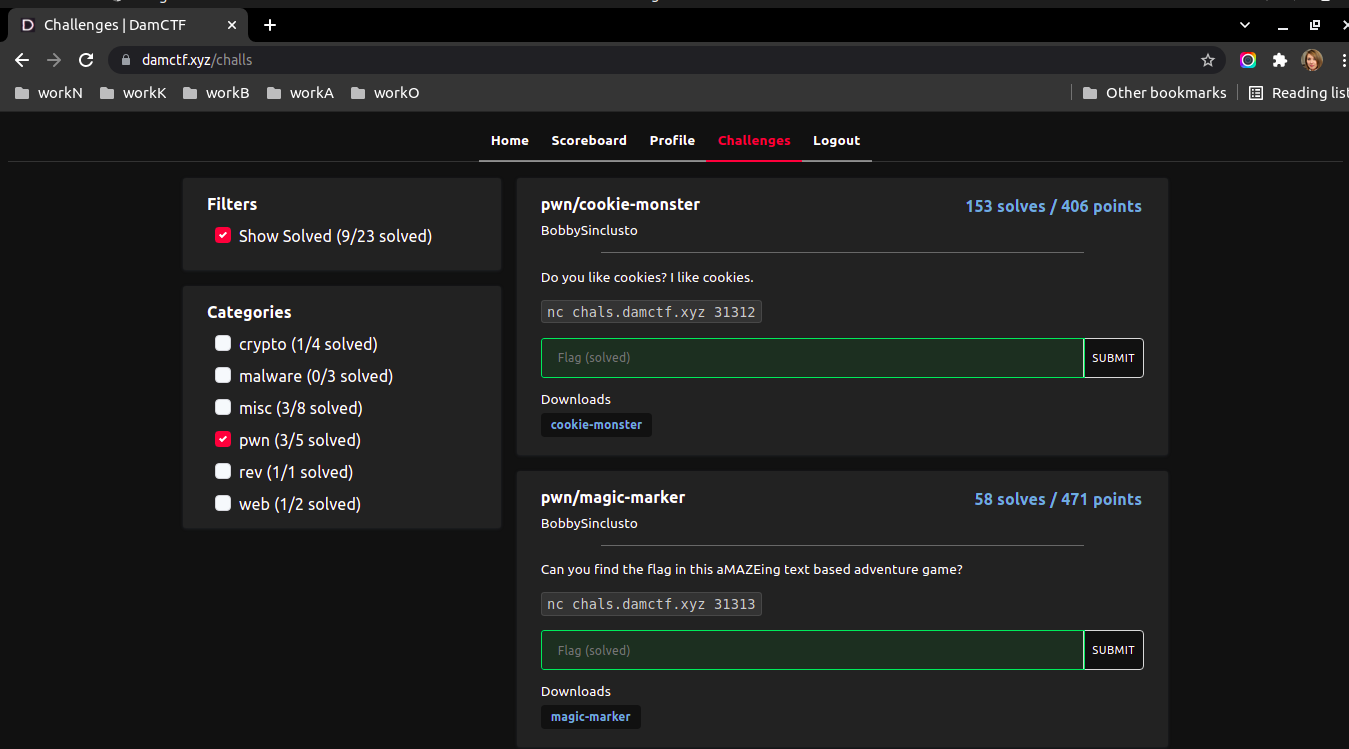 Challenges | DamCTF
damctf.xyz/challs
workN workK workB workA workO Other bookmarks Reading list
Home Scoreboard Profile Challenges Logout
Filters
Show Solved (9/23 solved)
Categories
crypto (1/4 solved)
malware (0/3 solved)
misc (3/8 solved)
pwn (3/5 solved)
rev (1/1 solved)
web (1/2 solved)
pwn/cookie-monster
153 solves / 406 points
BobbySinclusto
Do you like cookies? I like cookies.
nc chals.damctf.xyz 31312
Flag (solved)
SUBMIT
Downloads
cookie-monster
pwn/magic-marker
58 solves / 471 points
BobbySinclusto
Can you find the flag in this aMAZEing text based adventure game?
nc chals.damctf.xyz 31313
Flag (solved)
SUBMIT
Downloads
magic-marker